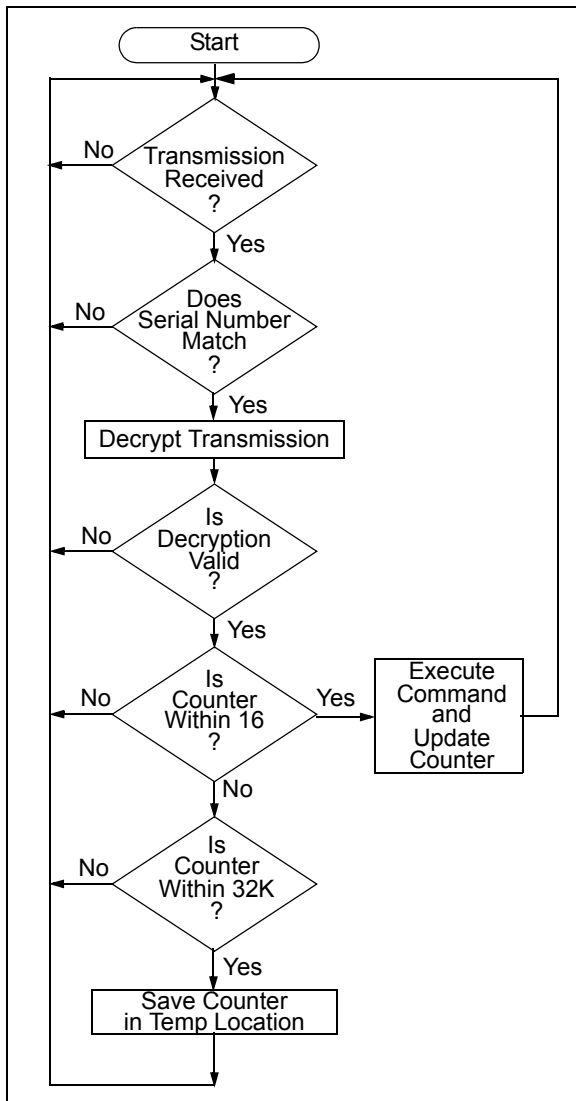 Start
No
Transmission
Received
?
Yes
Does
Serial Number
Match
?
No
Yes
Decrypt Transmission
Is
Decryption
Valid
?
No
Yes
Is
Counter
Within 16
?
No
Yes
Execute
Command
and
Update
Counter
No
Is
Counter
Within 32K
?
No
Yes
Save Counter
in Temp Location